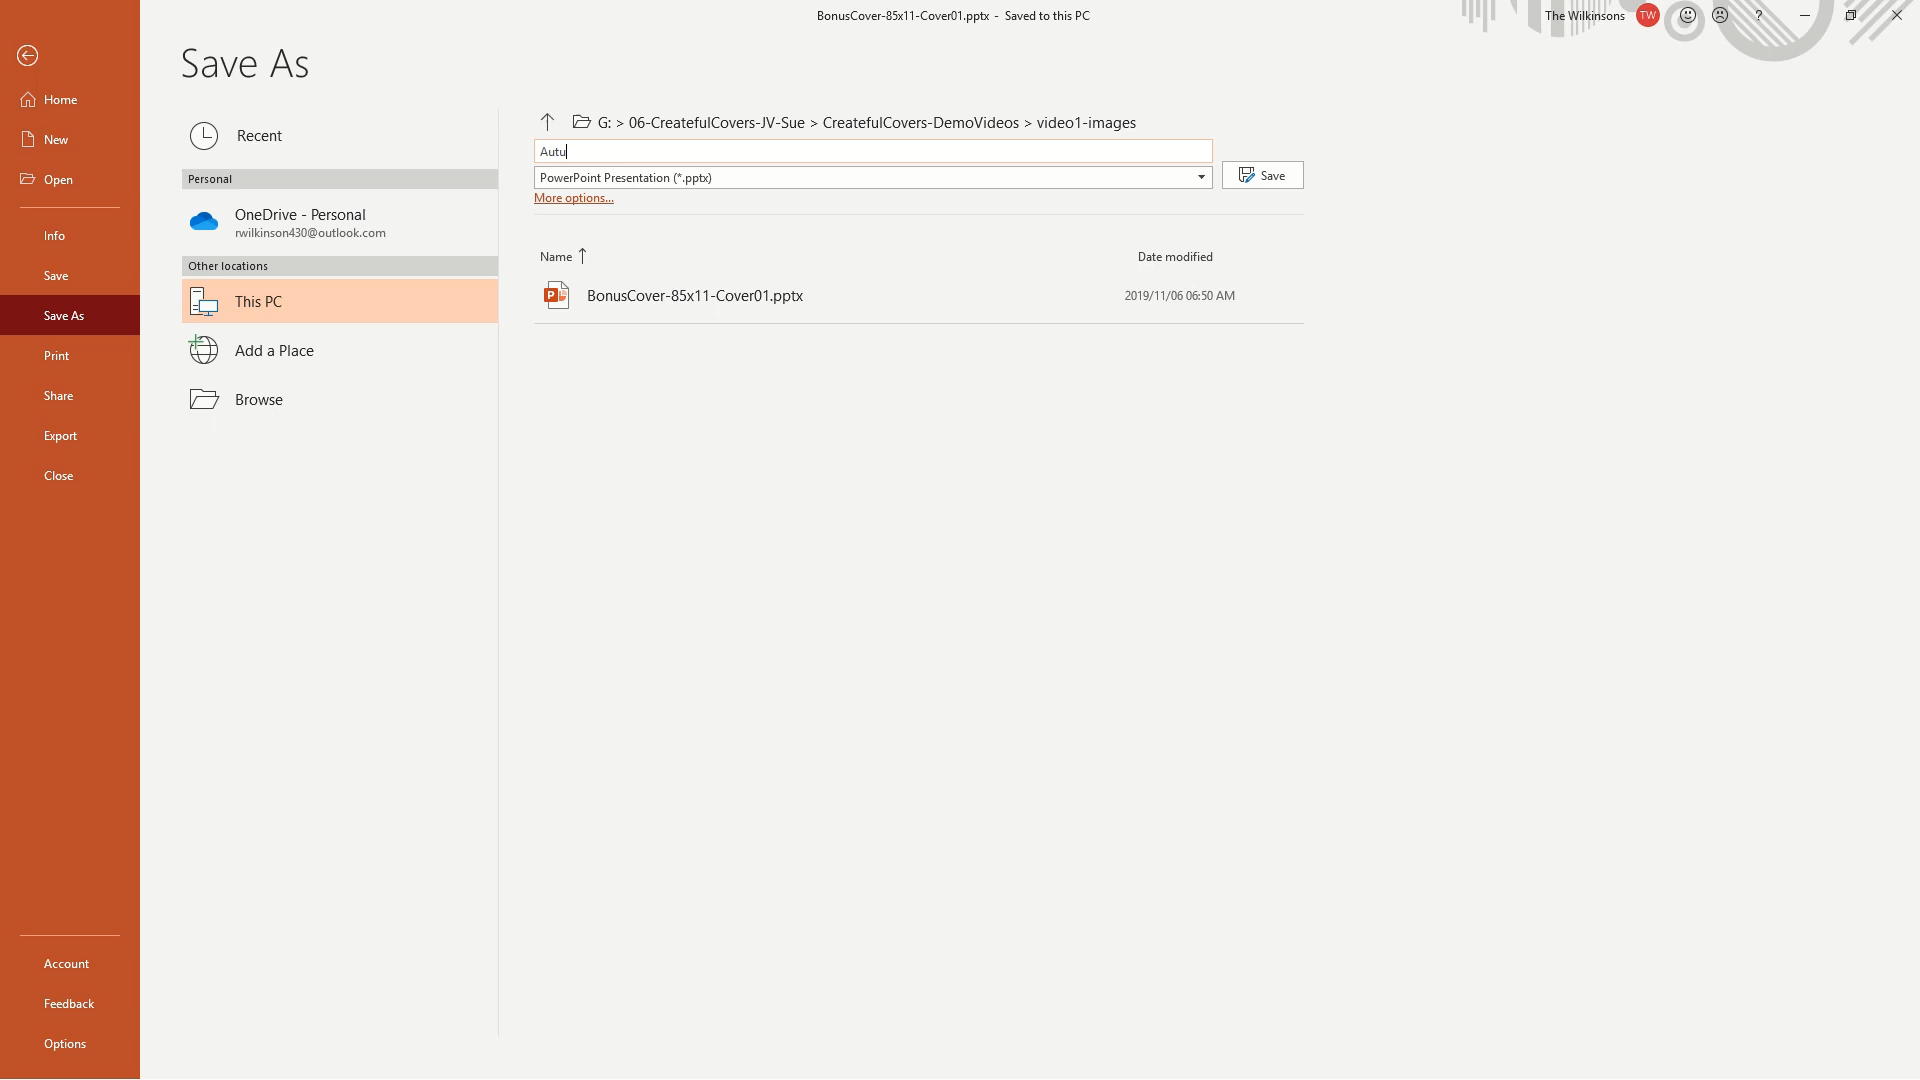 BonusCover-85x11-Cover01.pptx - Saved to this PC
The Wilkinsons
TW
?
Save As
Home
New
Open
Info
Save
Save As
Print
Share
Export
Close
Account
Feedback
Options
Recent
Personal
OneDrive - Personal
rwilkinson430@outlook.com
Other locations
This PC
Add a Place
Browse
G: > 06-CreatefulCovers-JV-Sue > CreatefulCovers-DemoVideos > video1-images
Autu
PowerPoint Presentation (*.pptx)
Save
More options...
Name
Date modified
P
BonusCover-85x11-Cover01.pptx
2019/11/06 06:50 AM